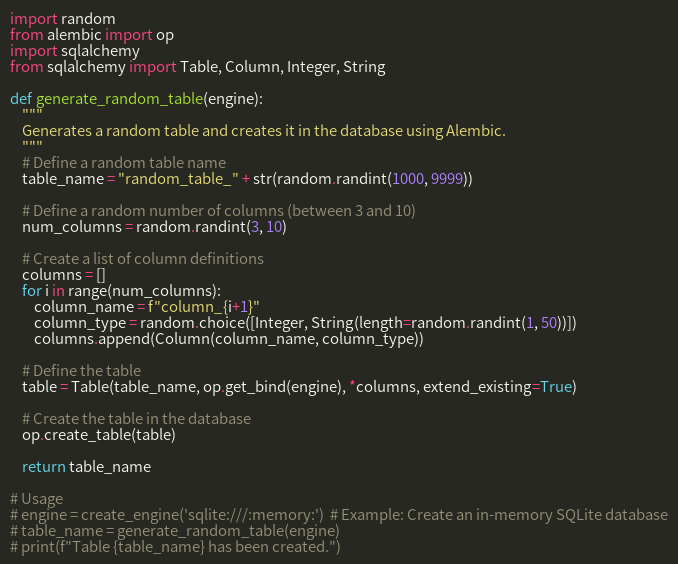 import random
from alembic import op
import sqlalchemy
from sqlalchemy import Table, Column, Integer, String

def generate_random_table(engine):
    """
    Generates a random table and creates it in the database using Alembic.
    """
    # Define a random table name
    table_name = "random_table_" + str(random.randint(1000, 9999))

    # Define a random number of columns (between 3 and 10)
    num_columns = random.randint(3, 10)

    # Create a list of column definitions
    columns = []
    for i in range(num_columns):
        column_name = f"column_{i+1}"
        column_type = random.choice([Integer, String(length=random.randint(1, 50))])
        columns.append(Column(column_name, column_type))

    # Define the table
    table = Table(table_name, op.get_bind(engine), *columns, extend_existing=True)

    # Create the table in the database
    op.create_table(table)

    return table_name

# Usage
# engine = create_engine('sqlite:///:memory:')  # Example: Create an in-memory SQLite database
# table_name = generate_random_table(engine)
# print(f"Table {table_name} has been created.")